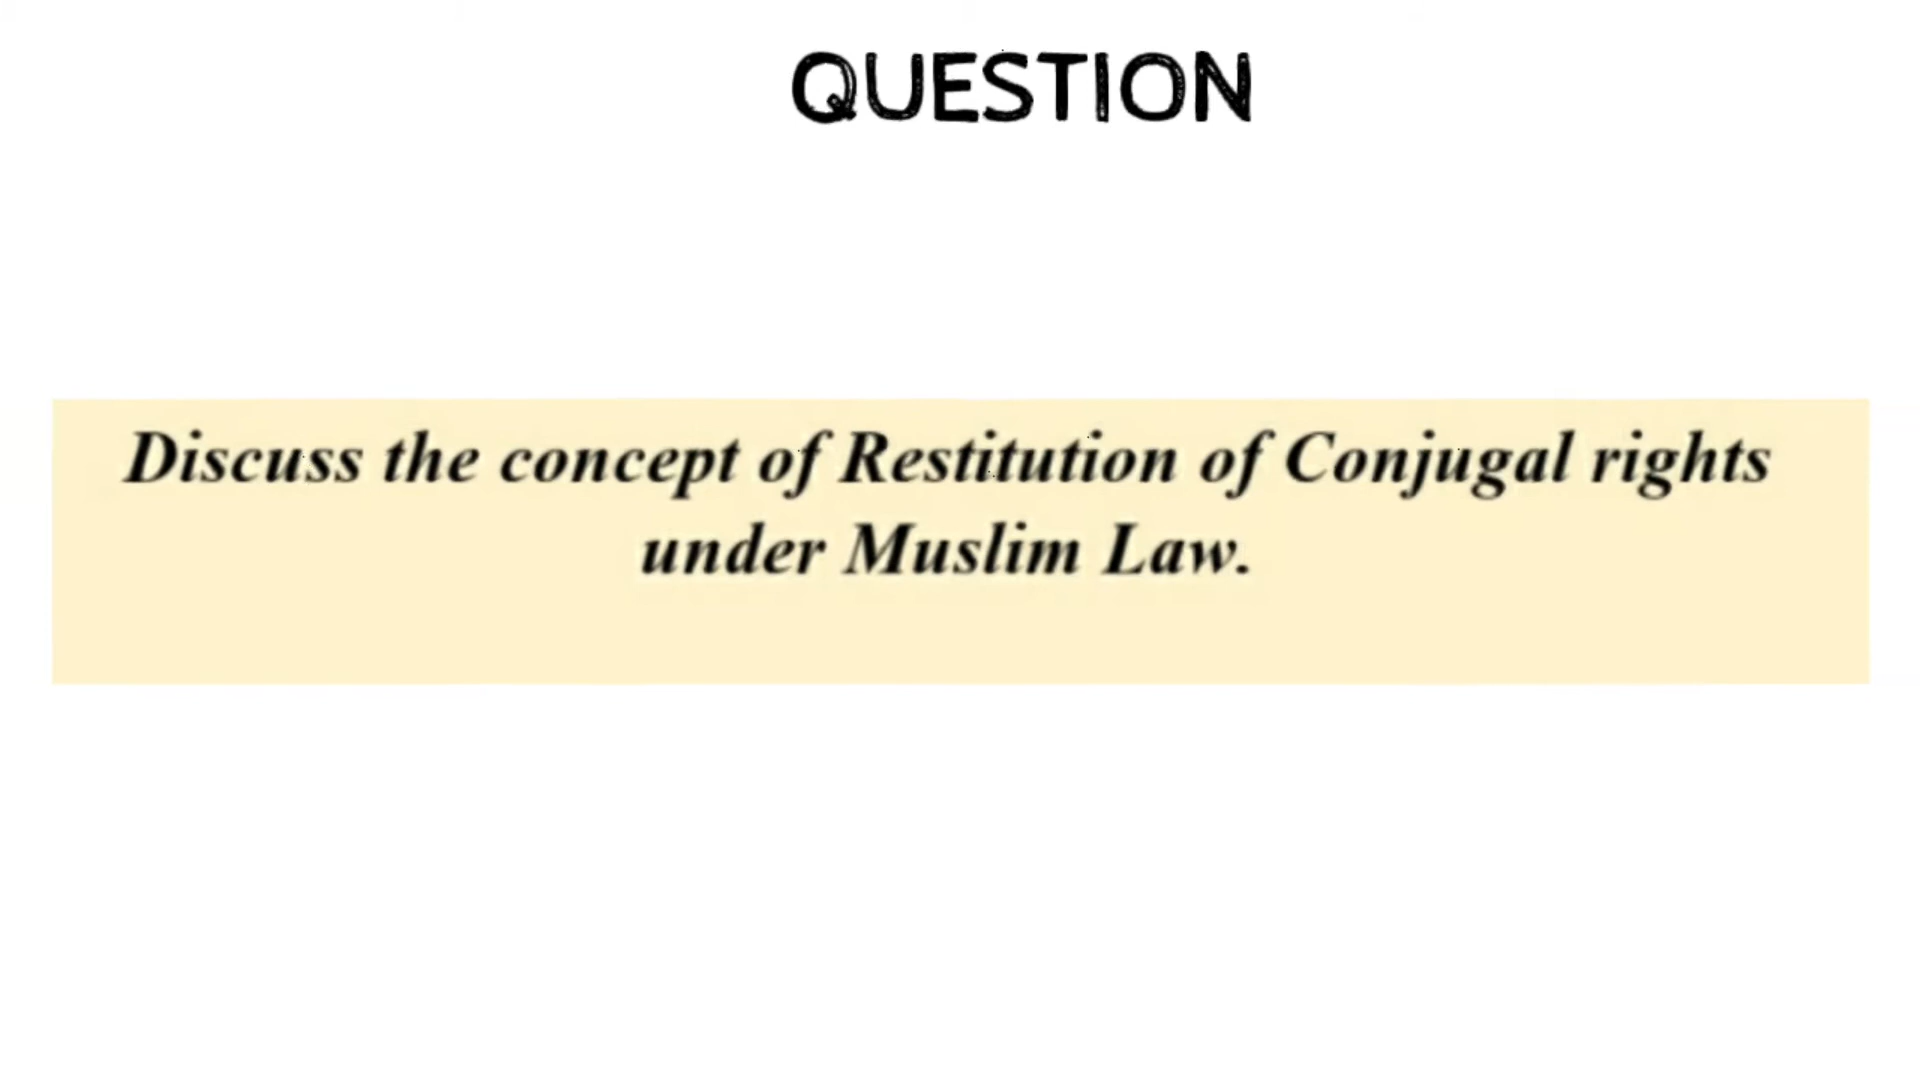 QUESTION
Discuss the concept of Restitution of Conjugal rights
under Muslim Law.